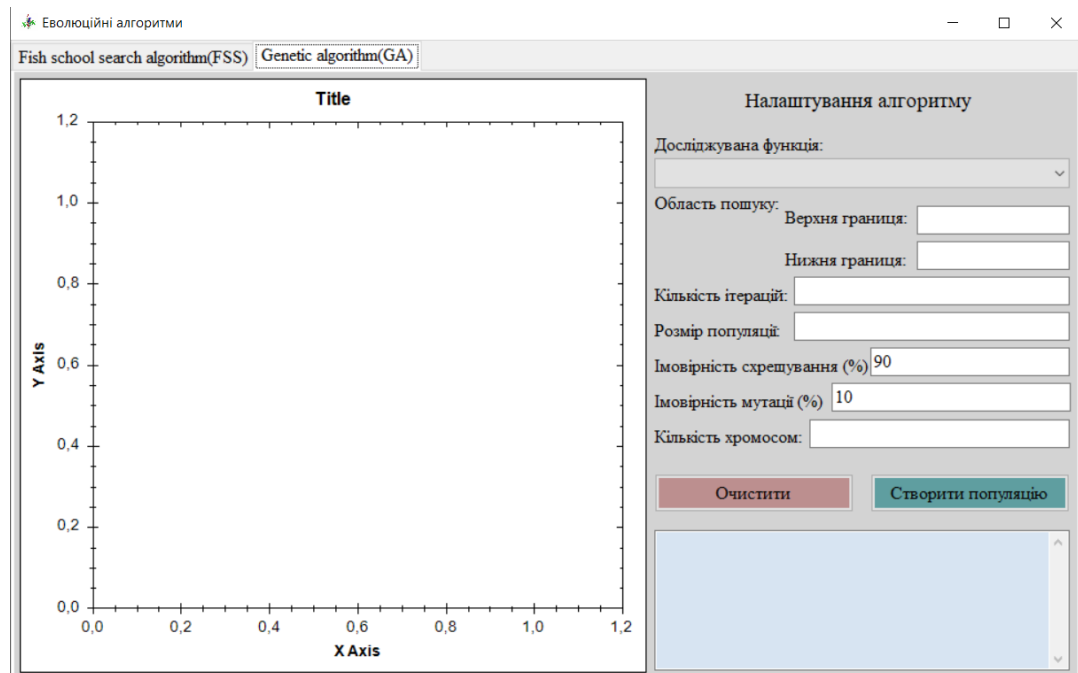 Еволюційні алгоритми
Fish school search algorithm(FSS) Genetic algorithm(GA)
Title
1,2
1,0
0,8
0,6
0,4
0,2
0,0
Y Axis
0,0 0,2 0,4 0,6 0,8 1,0 1,2
X Axis
Налаштування алгоритму
Досліджувана функція:
Область пошуку:
Верхня границя:
Нижня границя:
Кількість ітерацій:
Розмір популяції:
Імовірність схрещування (%) 90
Імовірність мутації (%) 10
Кількість хромосом:
Очистити Створити популяцію